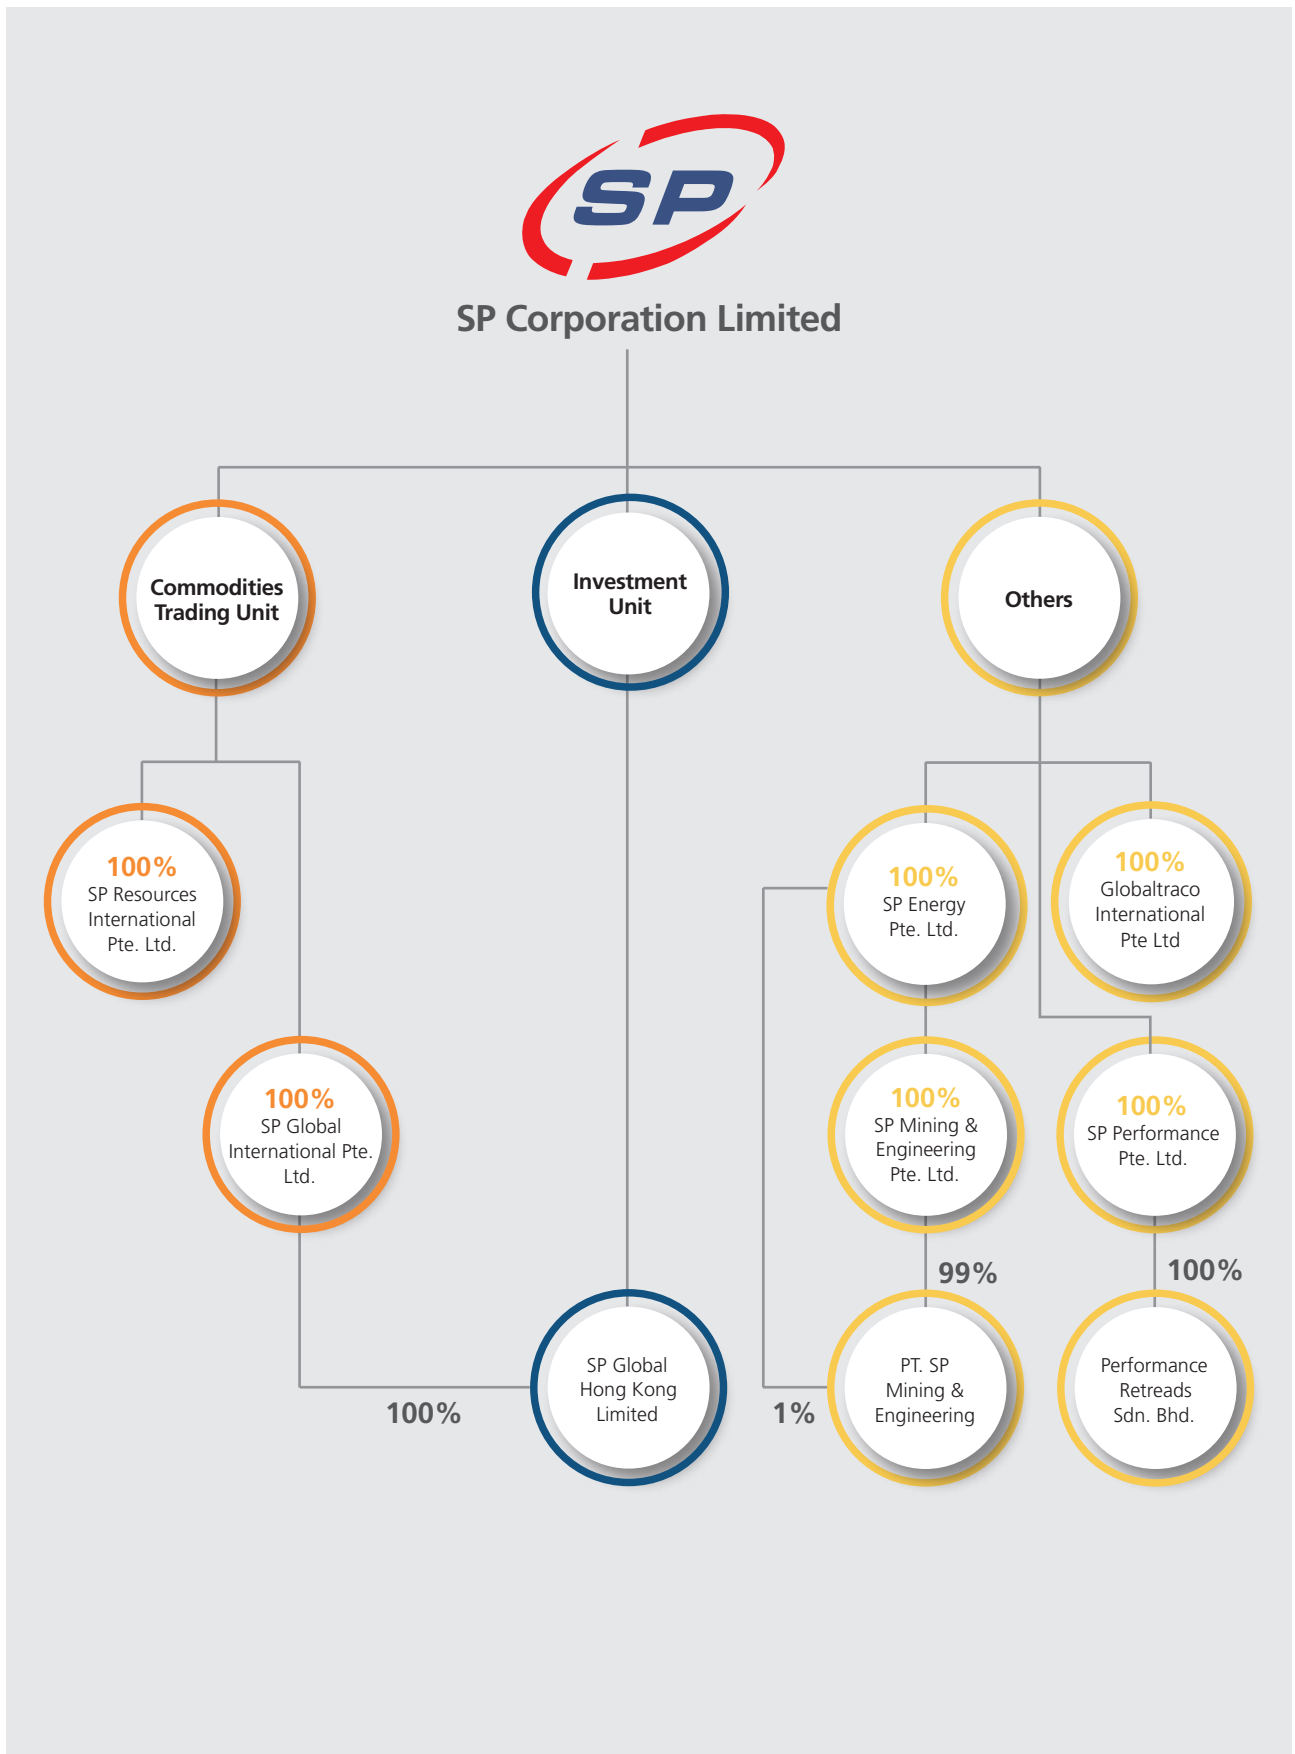 SP
SP Corporation Limited
Commodities
Trading Unit
Investment
Unit
Others
100%
SP Resources
International
Pte. Ltd.
100%
SP Energy
Pte. Ltd.
100%
Globaltraco
International
Pte Ltd
100%
SP Global
International Pte.
Ltd.
100%
SP Mining &
Engineering
Pte. Ltd.
100%
SP Performance
Pte. Ltd.
99%
100%
SP Global
Hong Kong
Limited
PT. SP
Mining &
Engineering
Performance
Retreads
Sdn. Bhd.
100%
1%